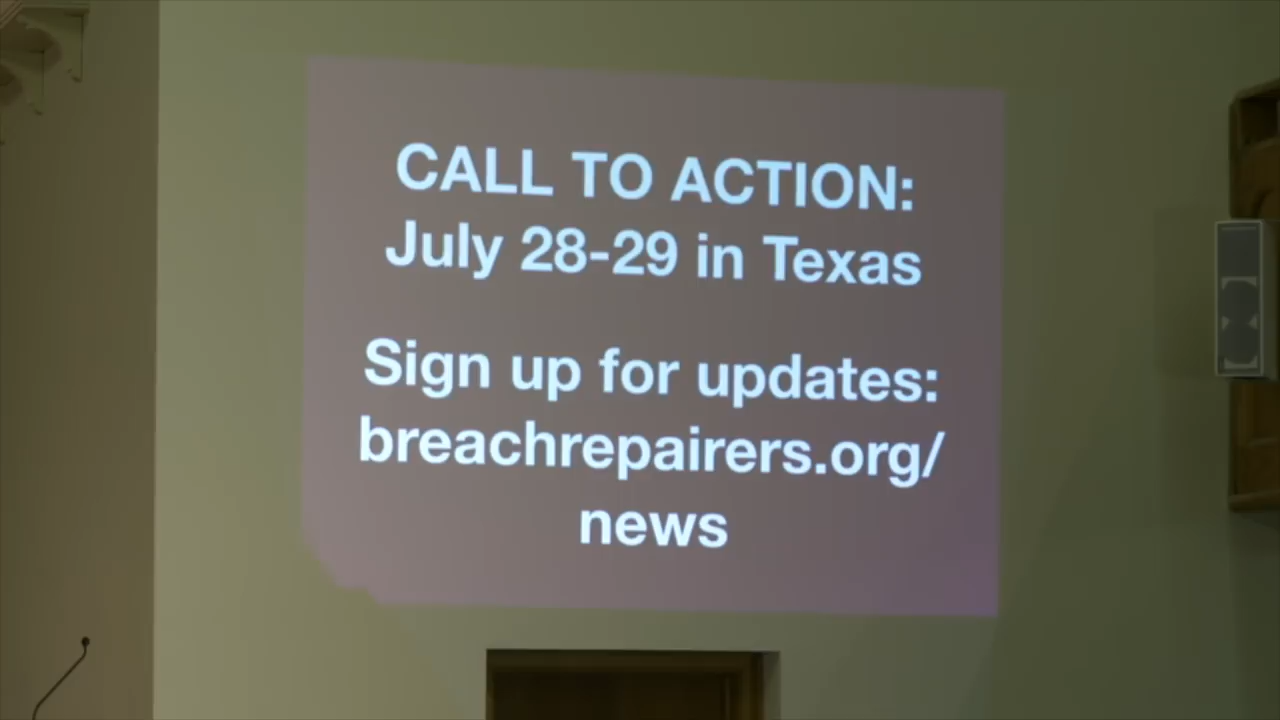 CALL TO ACTION:
July 28-29 in Texas
Sign up for updates:
breachrepairers.org/
news